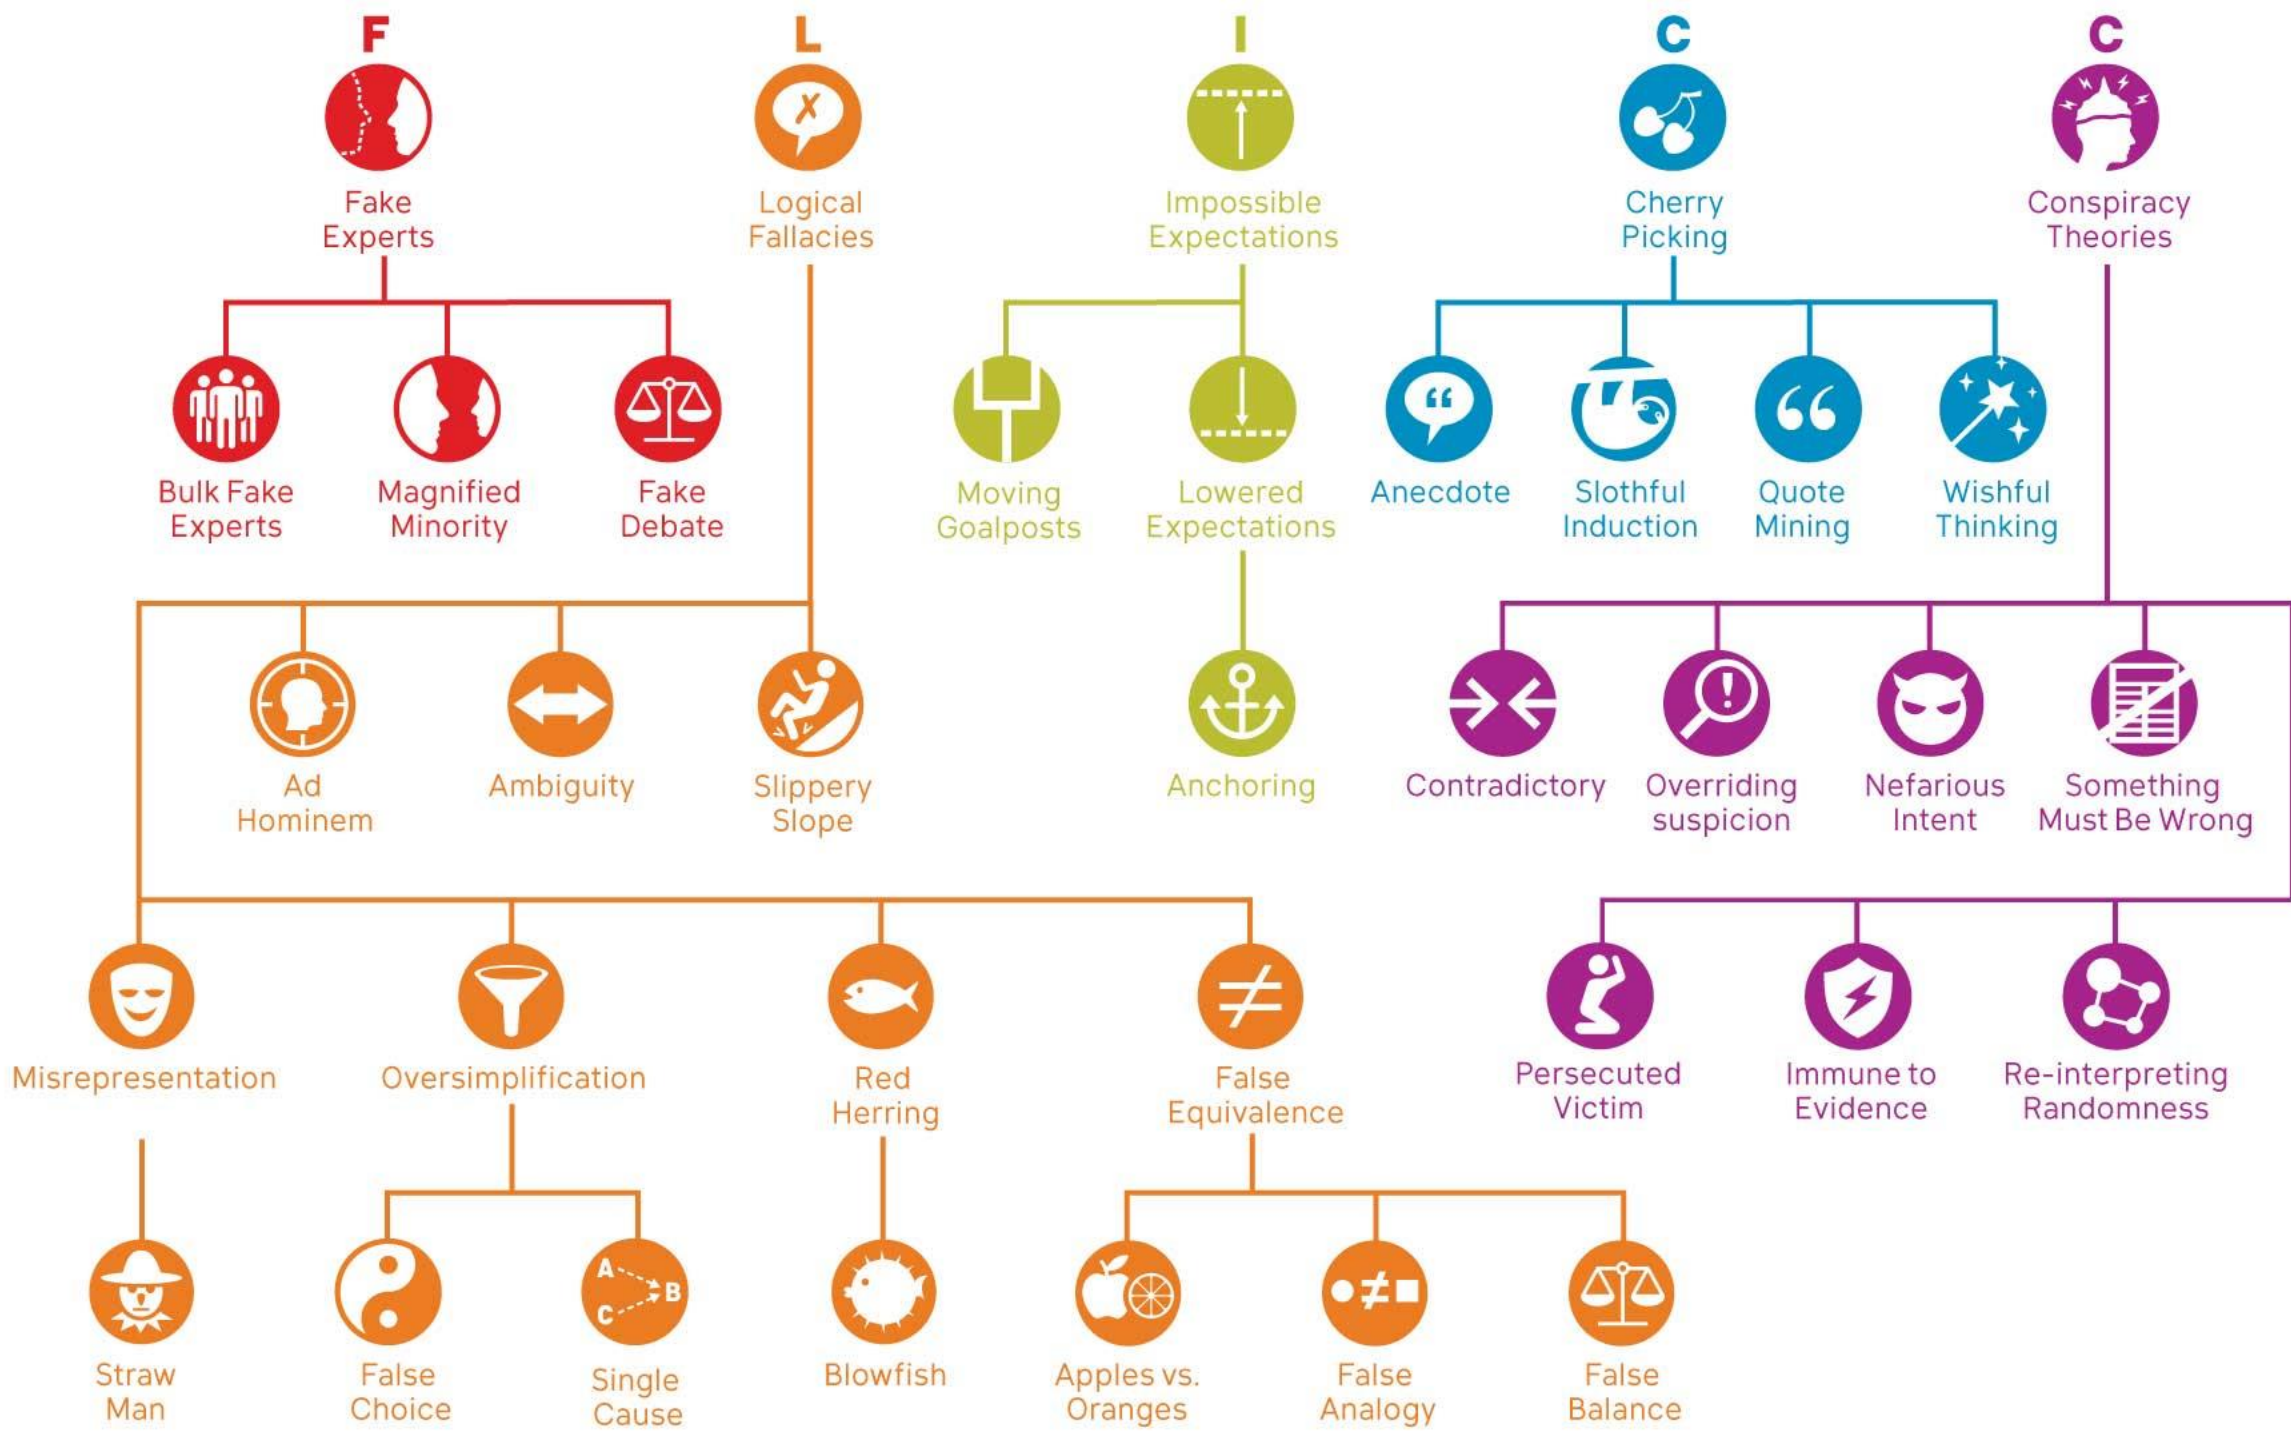 F
L
I
C
C
Fake
Experts
Logical
Fallacies
Impossible
Expectations
Cherry
Picking
Conspiracy
Theories
Bulk Fake
Experts
Magnified
Minority
Fake
Debate
Moving
Goalposts
Lowered
Expectations
Anecdote
Slothful
Induction
Quote
Mining
Wishful
Thinking
Ad
Hominem
Ambiguity
Slippery
Slope
Anchoring
Contradictory
Overriding
suspicion
Nefarious
Intent
Something
Must Be Wrong
Misrepresentation
Oversimplification
Red
Herring
False
Equivalence
Persecuted
Victim
Immune to
Evidence
Re-interpreting
Randomness
A
B
C
Straw
Man
False
Choice
Single
Cause
Blowfish
Apples vs.
Oranges
False
Analogy
False
Balance